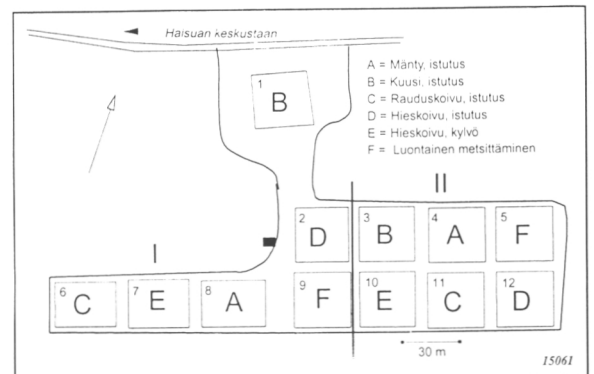 Haisuan keskustaan
A = Mänty, istutus
B = Kuusi, istutus
C = Rauduskoivu, istutus
D = Hieskoivu, istutus
E = Hieskoivu, kylvö
F = Luontainen metsittäminen
1 B
II
2 D
3 B
4 A
5 F
I
6 C
7 E
8 A
9 F
10 E
11 C
12 D
30 m
15061